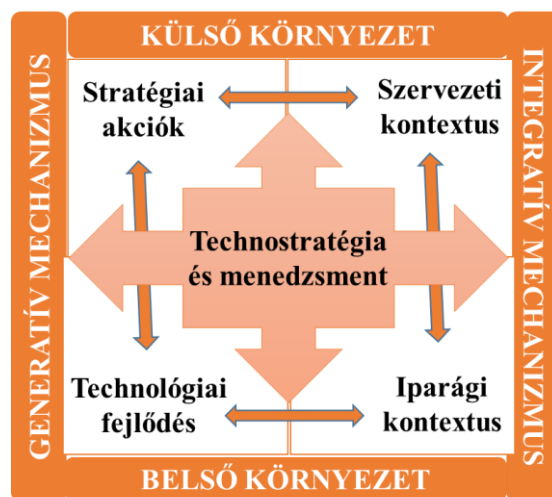 KÜLSŐ KÖRNYEZET
GENERATÍV MECHANIZMUS
INTEGRATÍV MECHANIZMUS
Stratégiai
akciók
Szervezeti
kontextus
Technostratégia
és menedzsment
Technológiai
fejlődés
Iparági
kontextus
BELSŐ KÖRNYEZET